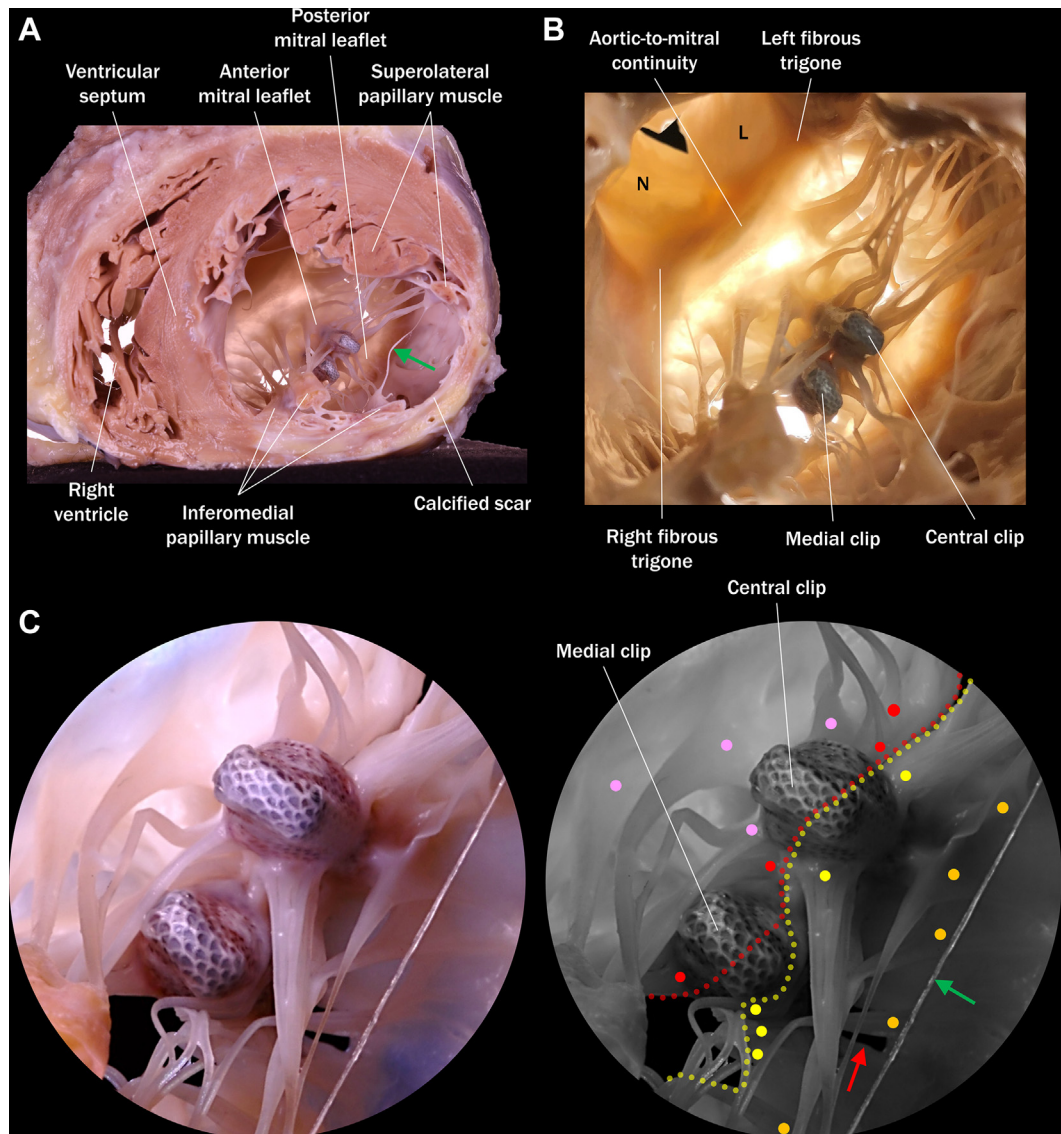 A
Posterior
mitral leaflet
Ventricular
septum
Anterior
mitral leaflet
Superolateral
papillary muscle
Right
ventricle
Inferomedial
papillary muscle
Calcified scar
B
Aortic-to-mitral
continuity
Left fibrous
trigone
L
N
Right fibrous
trigone
Medial clip
Central clip
C
Central clip
Medial clip